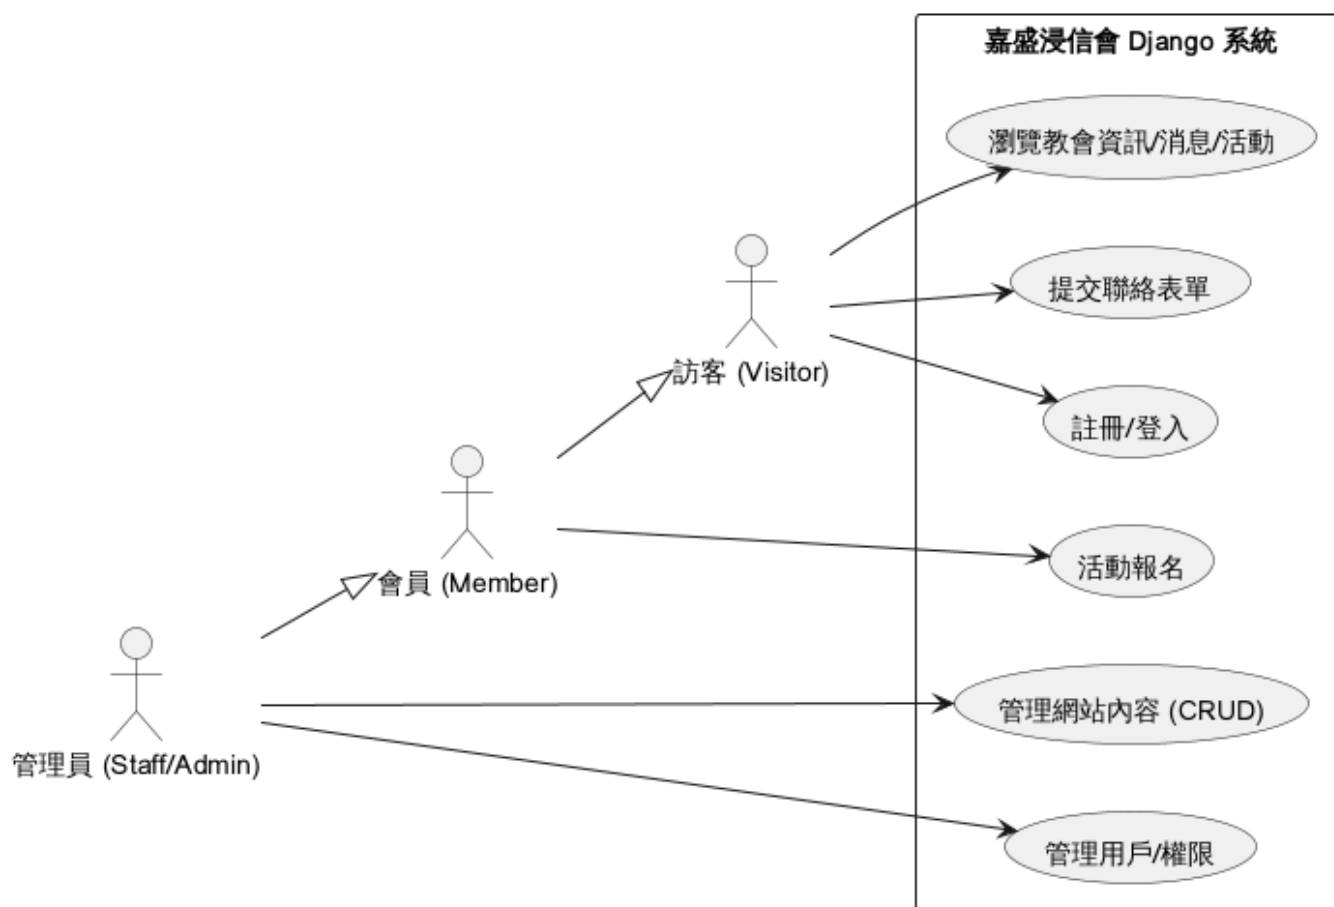 嘉盛浸信會 Django 系統
瀏覽教會資訊/消息/活動
提交聯絡表單
訪客 (Visitor)
註冊/登入
活動報名
會員 (Member)
管理網站內容 (CRUD)
管理員 (Staff/Admin)
管理用戶/權限